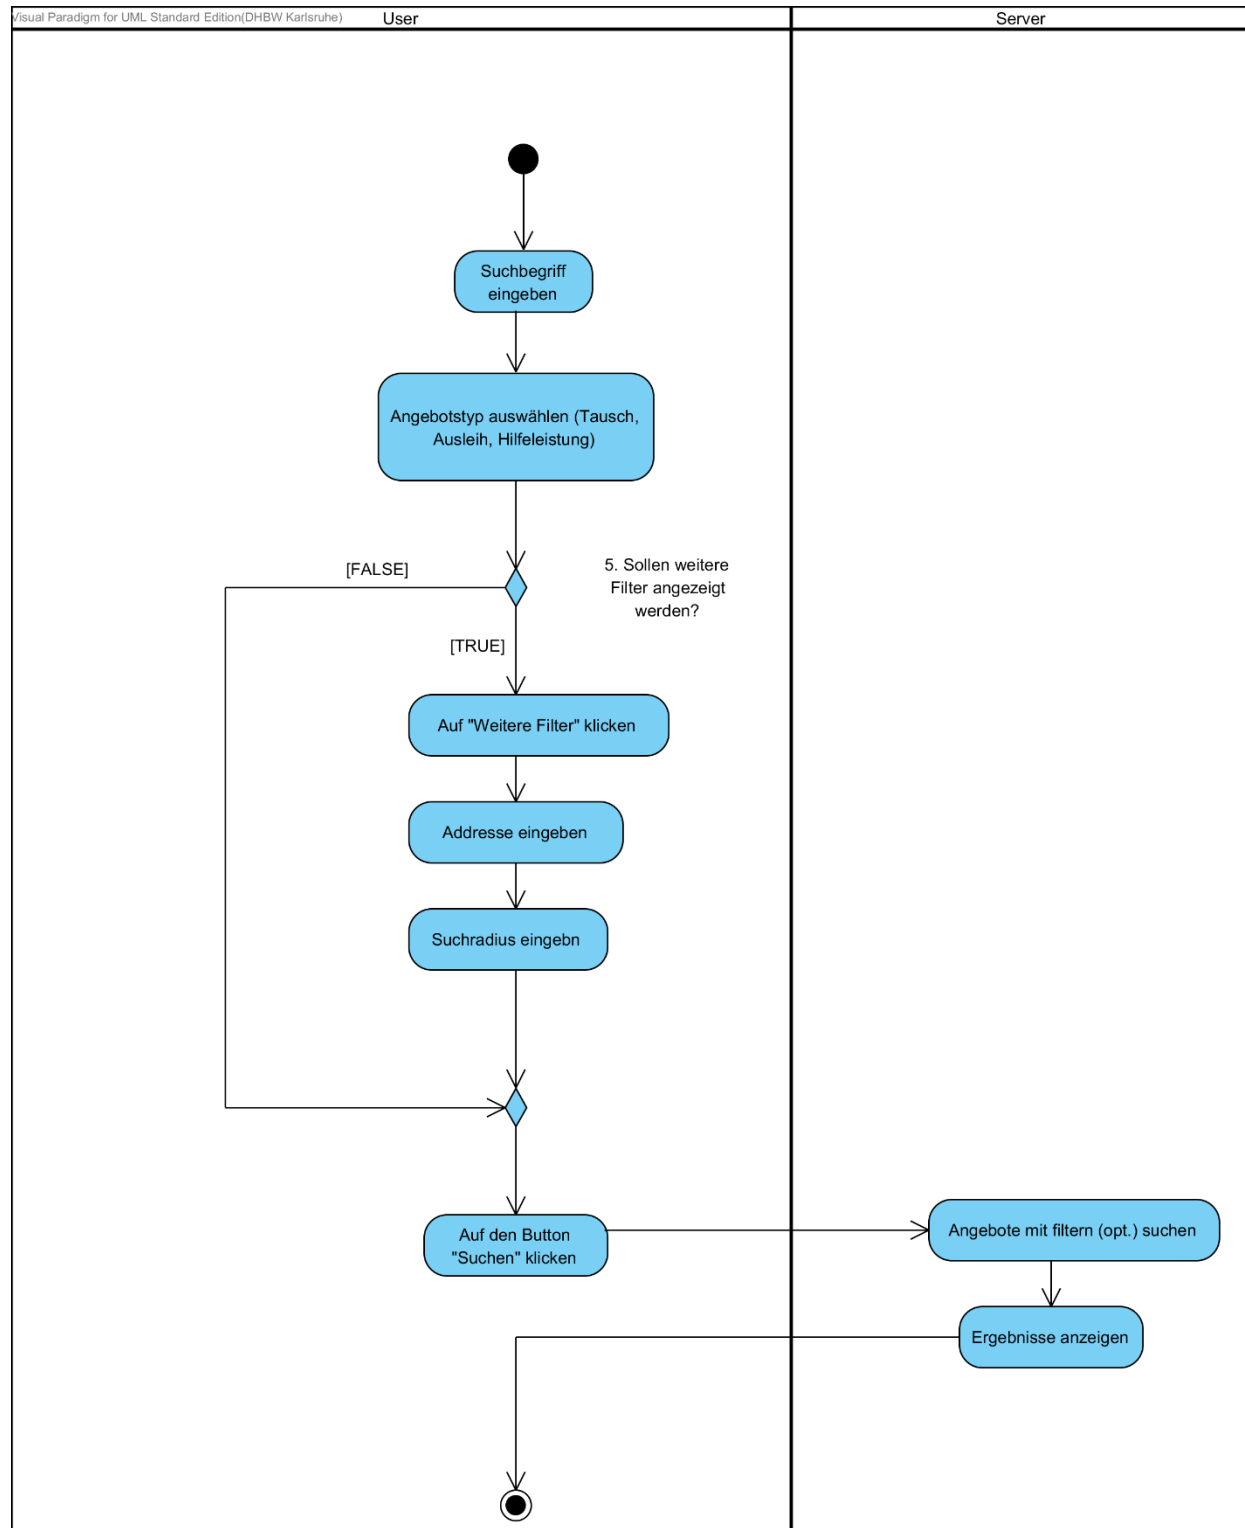 Visual Paradigm for UML Standard Edition(DHBW Karlsruhe)
User
Server
Suchbegriff
eingeben
Angebotstyp auswählen (Tausch,
Ausleih, Hilfeleistung)
[FALSE]
5. Sollen weitere
Filter angezeigt
werden?
[TRUE]
Auf "Weitere Filter" klicken
Addresse eingeben
Suchradius eingebn
Auf den Button
"Suchen" klicken
Angebote mit filtern (opt.) suchen
Ergebnisse anzeigen